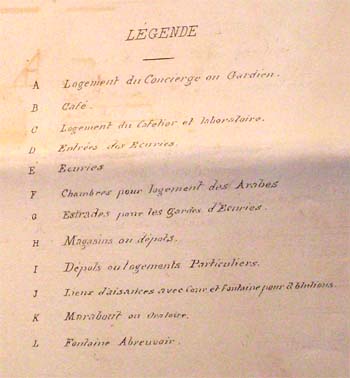 LÉGENDE
A Logement du Concierge ou Gardien.
B Café.
C Logement du Cafetier et laboratoire.
D Entrées des Ecuries.
E Ecuries
F Chambres pour logement des Arabes
G Estrades pour les Gardes d'Ecuries.
H Magasins ou dépots.
I Dépots ou logements Particuliers.
J Lieux d'aisances avec Cour et Fontaine pour Ablutions.
K Marabout ou Oratoire.
L Fontaine Abreuvoir.